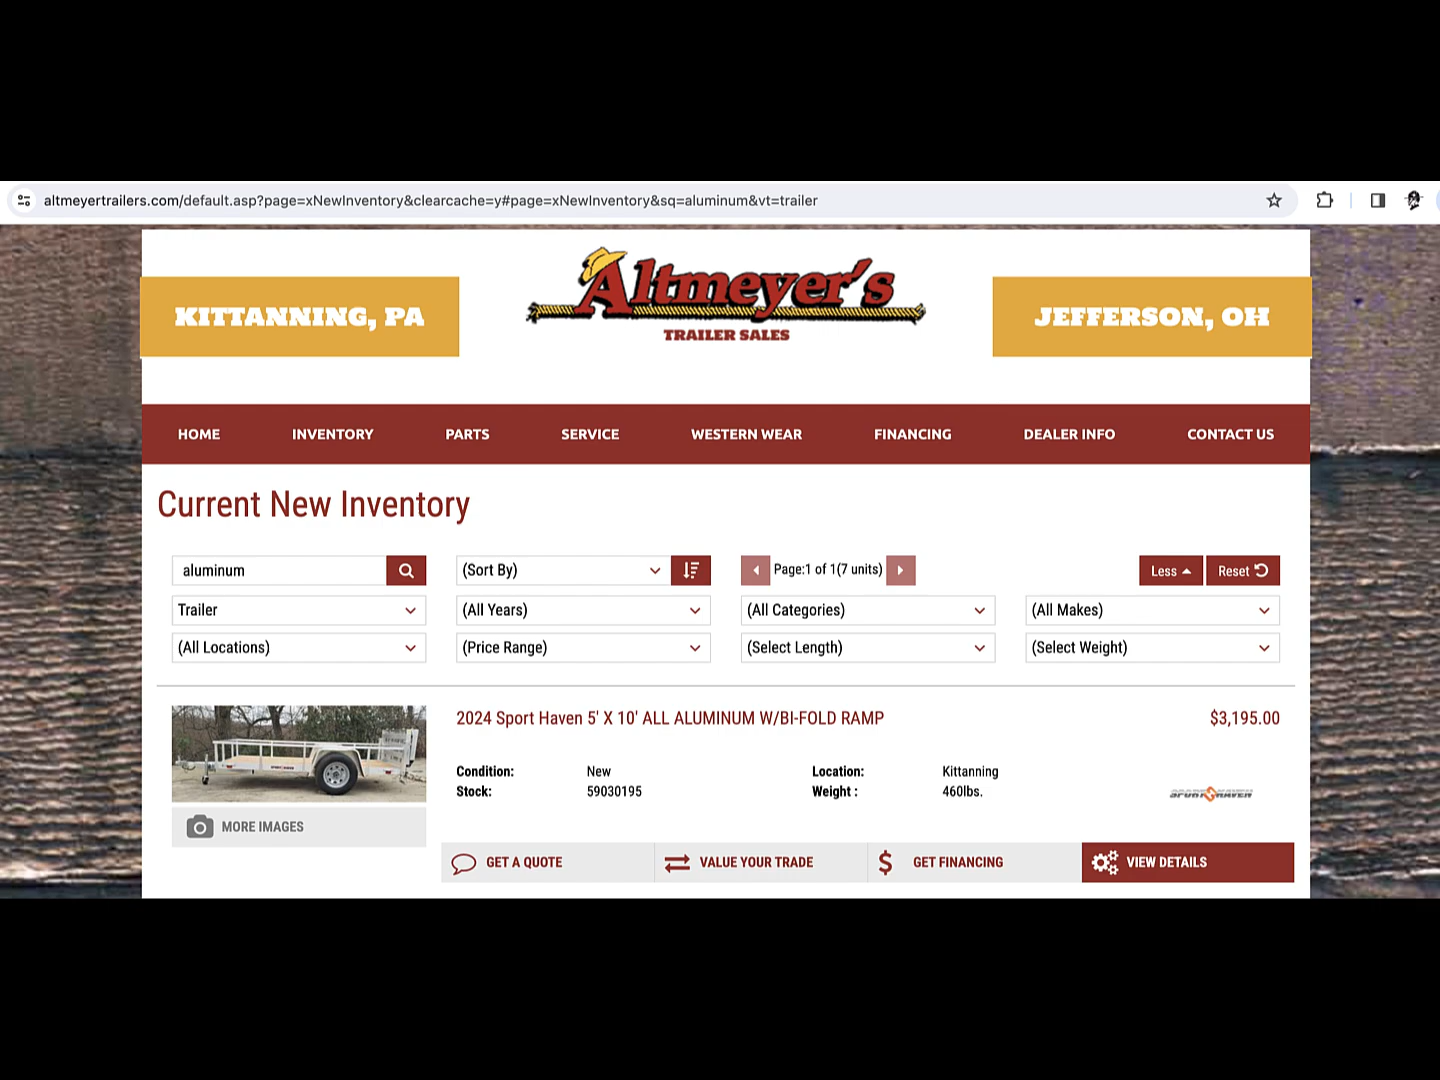 altmeyertrailers.com/default.asp?page=xNewInventory&clearcache=y#page=xNewInventory&sq=aluminum&vt=trailer
KITTANNING, PA
Altmeyer's
TRAILER SALES
JEFFERSON, OH
HOME INVENTORY PARTS SERVICE WESTERN WEAR FINANCING DEALER INFO CONTACT US
Current New Inventory
aluminum (Sort By) Page:1 of 1(7 units) Less Reset
Trailer (All Years) (All Categories) (All Makes)
(All Locations) (Price Range) (Select Length) (Select Weight)
2024 Sport Haven 5' X 10' ALL ALUMINUM W/BI-FOLD RAMP $3,195.00
Condition: New Location: Kittanning
Stock: 59030195 Weight : 460lbs.
SPORT HAVEN
MORE IMAGES
GET A QUOTE VALUE YOUR TRADE GET FINANCING VIEW DETAILS